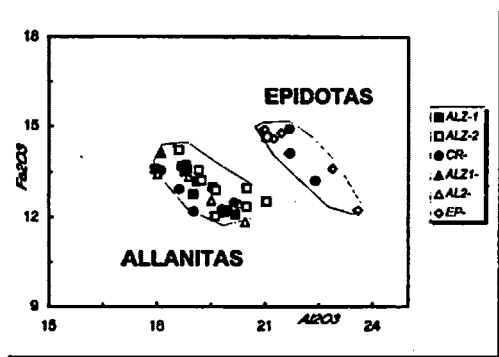 18
15
12
9
Fe2O3
EPIDOTAS
ALLANITAS
15
18
21
24
Al2O3
ALZ-1
ALZ-2
CR-
ALZ1-
AL2-
EP-